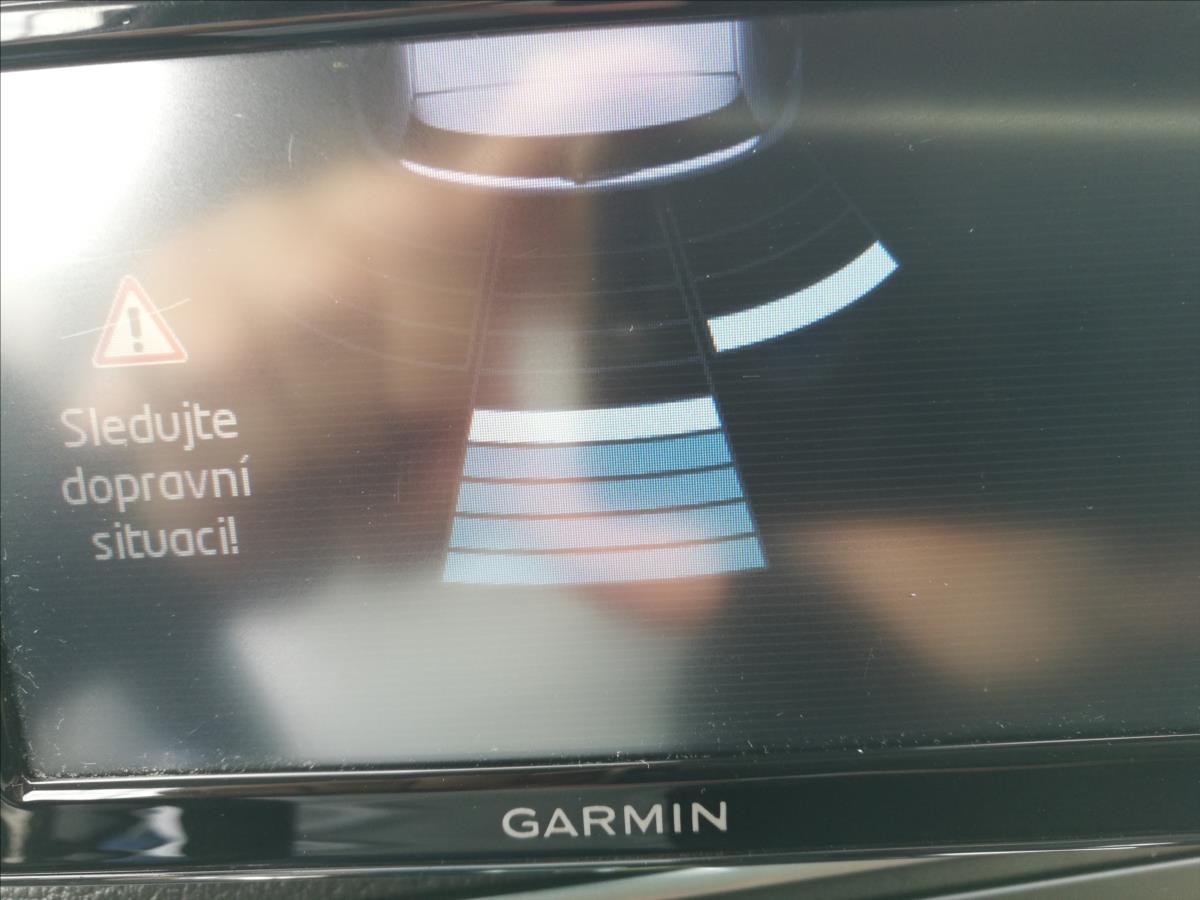 Sledujte
dopravní
situaci!
GARMIN